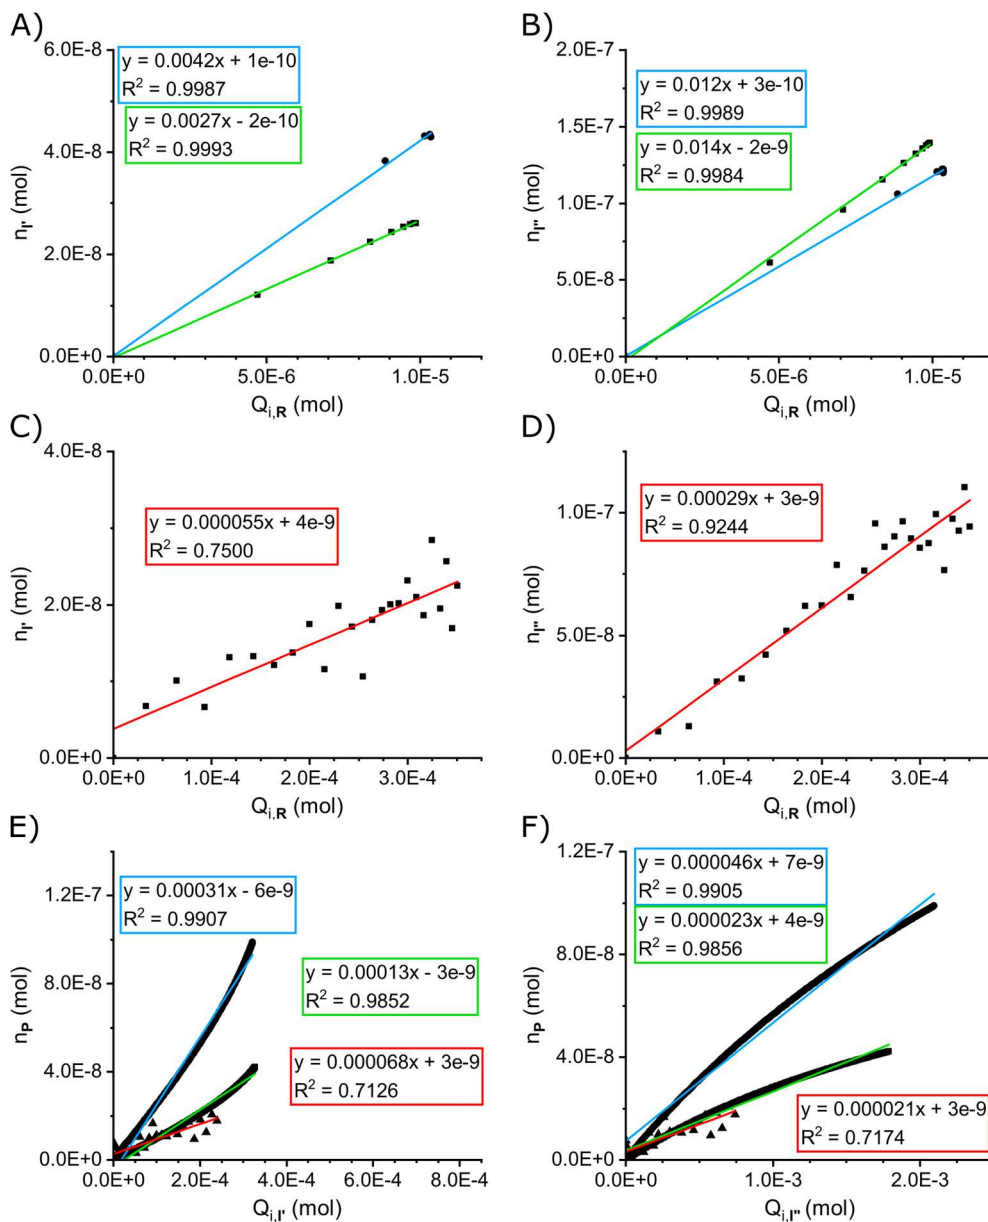 A)
6.0E-8
4.0E-8
2.0E-8
0.0E+0
n_I' (mol)
y = 0.0042x + 1e-10
R² = 0.9987
y = 0.0027x - 2e-10
R² = 0.9993
0.0E+0
5.0E-6
1.0E-5
Q_i,R (mol)
B)
2.0E-7
1.5E-7
1.0E-7
5.0E-8
0.0E+0
n_I'' (mol)
y = 0.012x + 3e-10
R² = 0.9989
y = 0.014x - 2e-9
R² = 0.9984
0.0E+0
5.0E-6
1.0E-5
Q_i,R (mol)
C)
4.0E-8
2.0E-8
0.0E+0
n_I' (mol)
y = 0.000055x + 4e-9
R² = 0.7500
0.0E+0
1.0E-4
2.0E-4
3.0E-4
Q_i,R (mol)
D)
1.0E-7
5.0E-8
0.0E+0
n_I'' (mol)
y = 0.00029x + 3e-9
R² = 0.9244
0.0E+0
1.0E-4
2.0E-4
3.0E-4
Q_i,R (mol)
E)
1.2E-7
8.0E-8
4.0E-8
0.0E+0
n_P (mol)
y = 0.00031x - 6e-9
R² = 0.9907
y = 0.00013x - 3e-9
R² = 0.9852
y = 0.000068x + 3e-9
R² = 0.7126
0.0E+0
2.0E-4
4.0E-4
6.0E-4
8.0E-4
Q_i,I' (mol)
F)
1.2E-7
8.0E-8
4.0E-8
0.0E+0
n_P (mol)
y = 0.000046x + 7e-9
R² = 0.9905
y = 0.000023x + 4e-9
R² = 0.9856
y = 0.000021x + 3e-9
R² = 0.7174
0.0E+0
1.0E-3
2.0E-3
Q_i,I'' (mol)